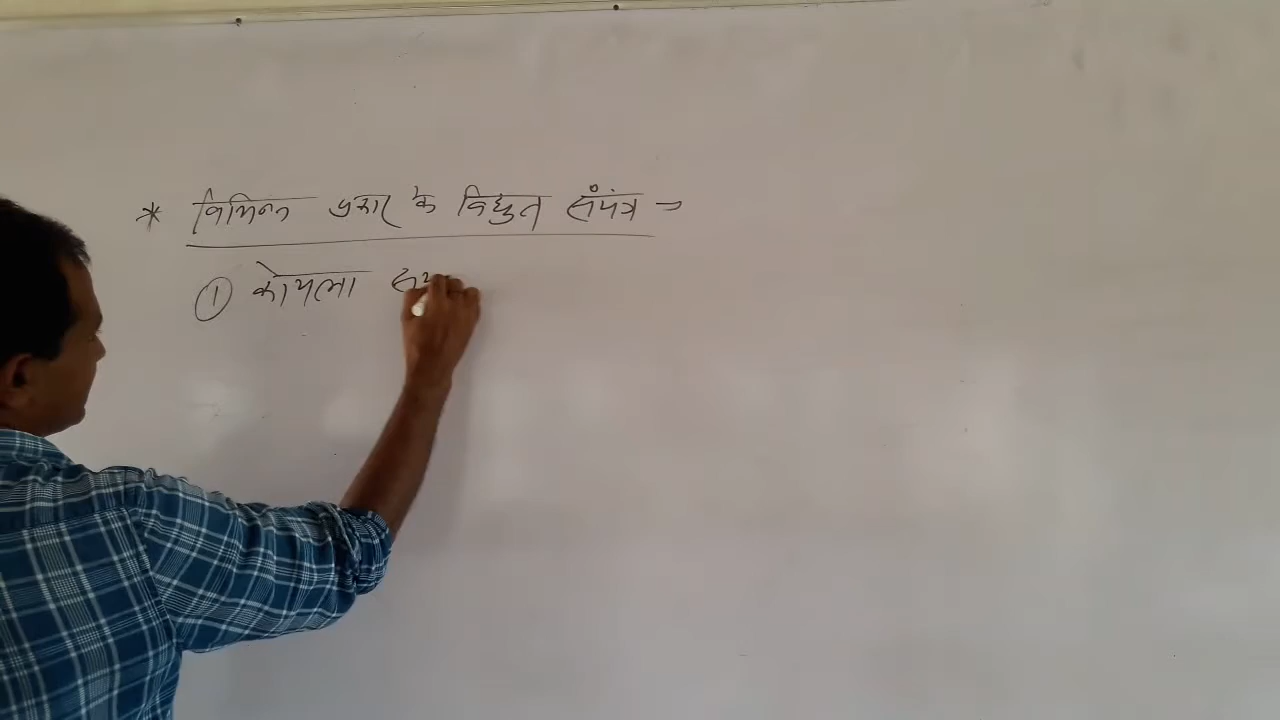 * विभिन्न प्रकार के विद्युत संयंत्र →
① कोयला